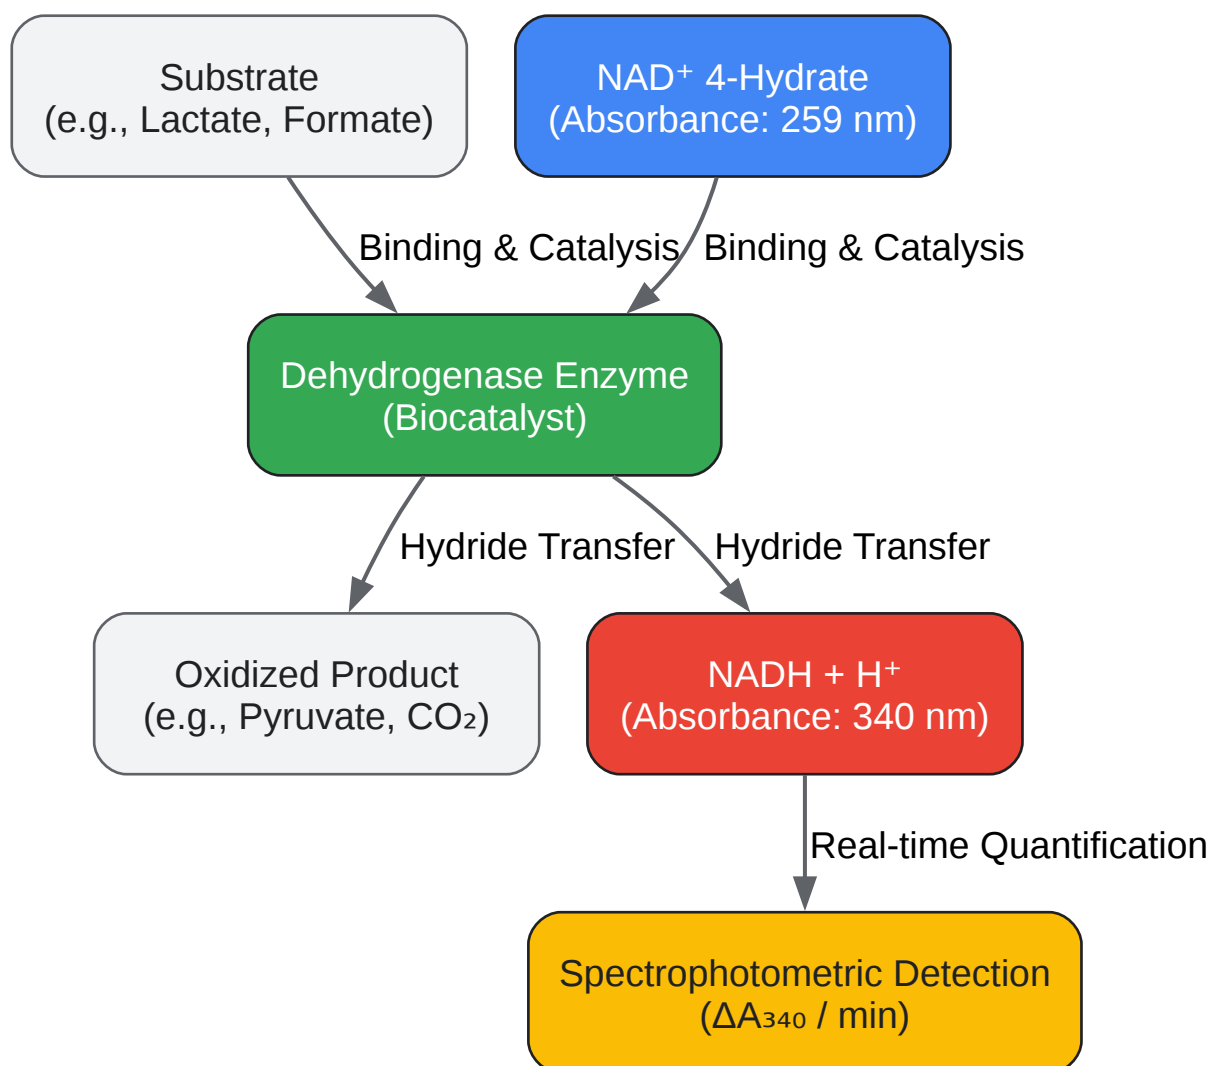 Substrate
(e.g., Lactate, Formate)
NAD⁺ 4-Hydrate
(Absorbance: 259 nm)
Binding & Catalysis
Binding & Catalysis
Dehydrogenase Enzyme
(Biocatalyst)
Hydride Transfer
Hydride Transfer
Oxidized Product
(e.g., Pyruvate, CO₂)
NADH + H⁺
(Absorbance: 340 nm)
Real-time Quantification
Spectrophotometric Detection
(ΔA₃₄₀ / min)